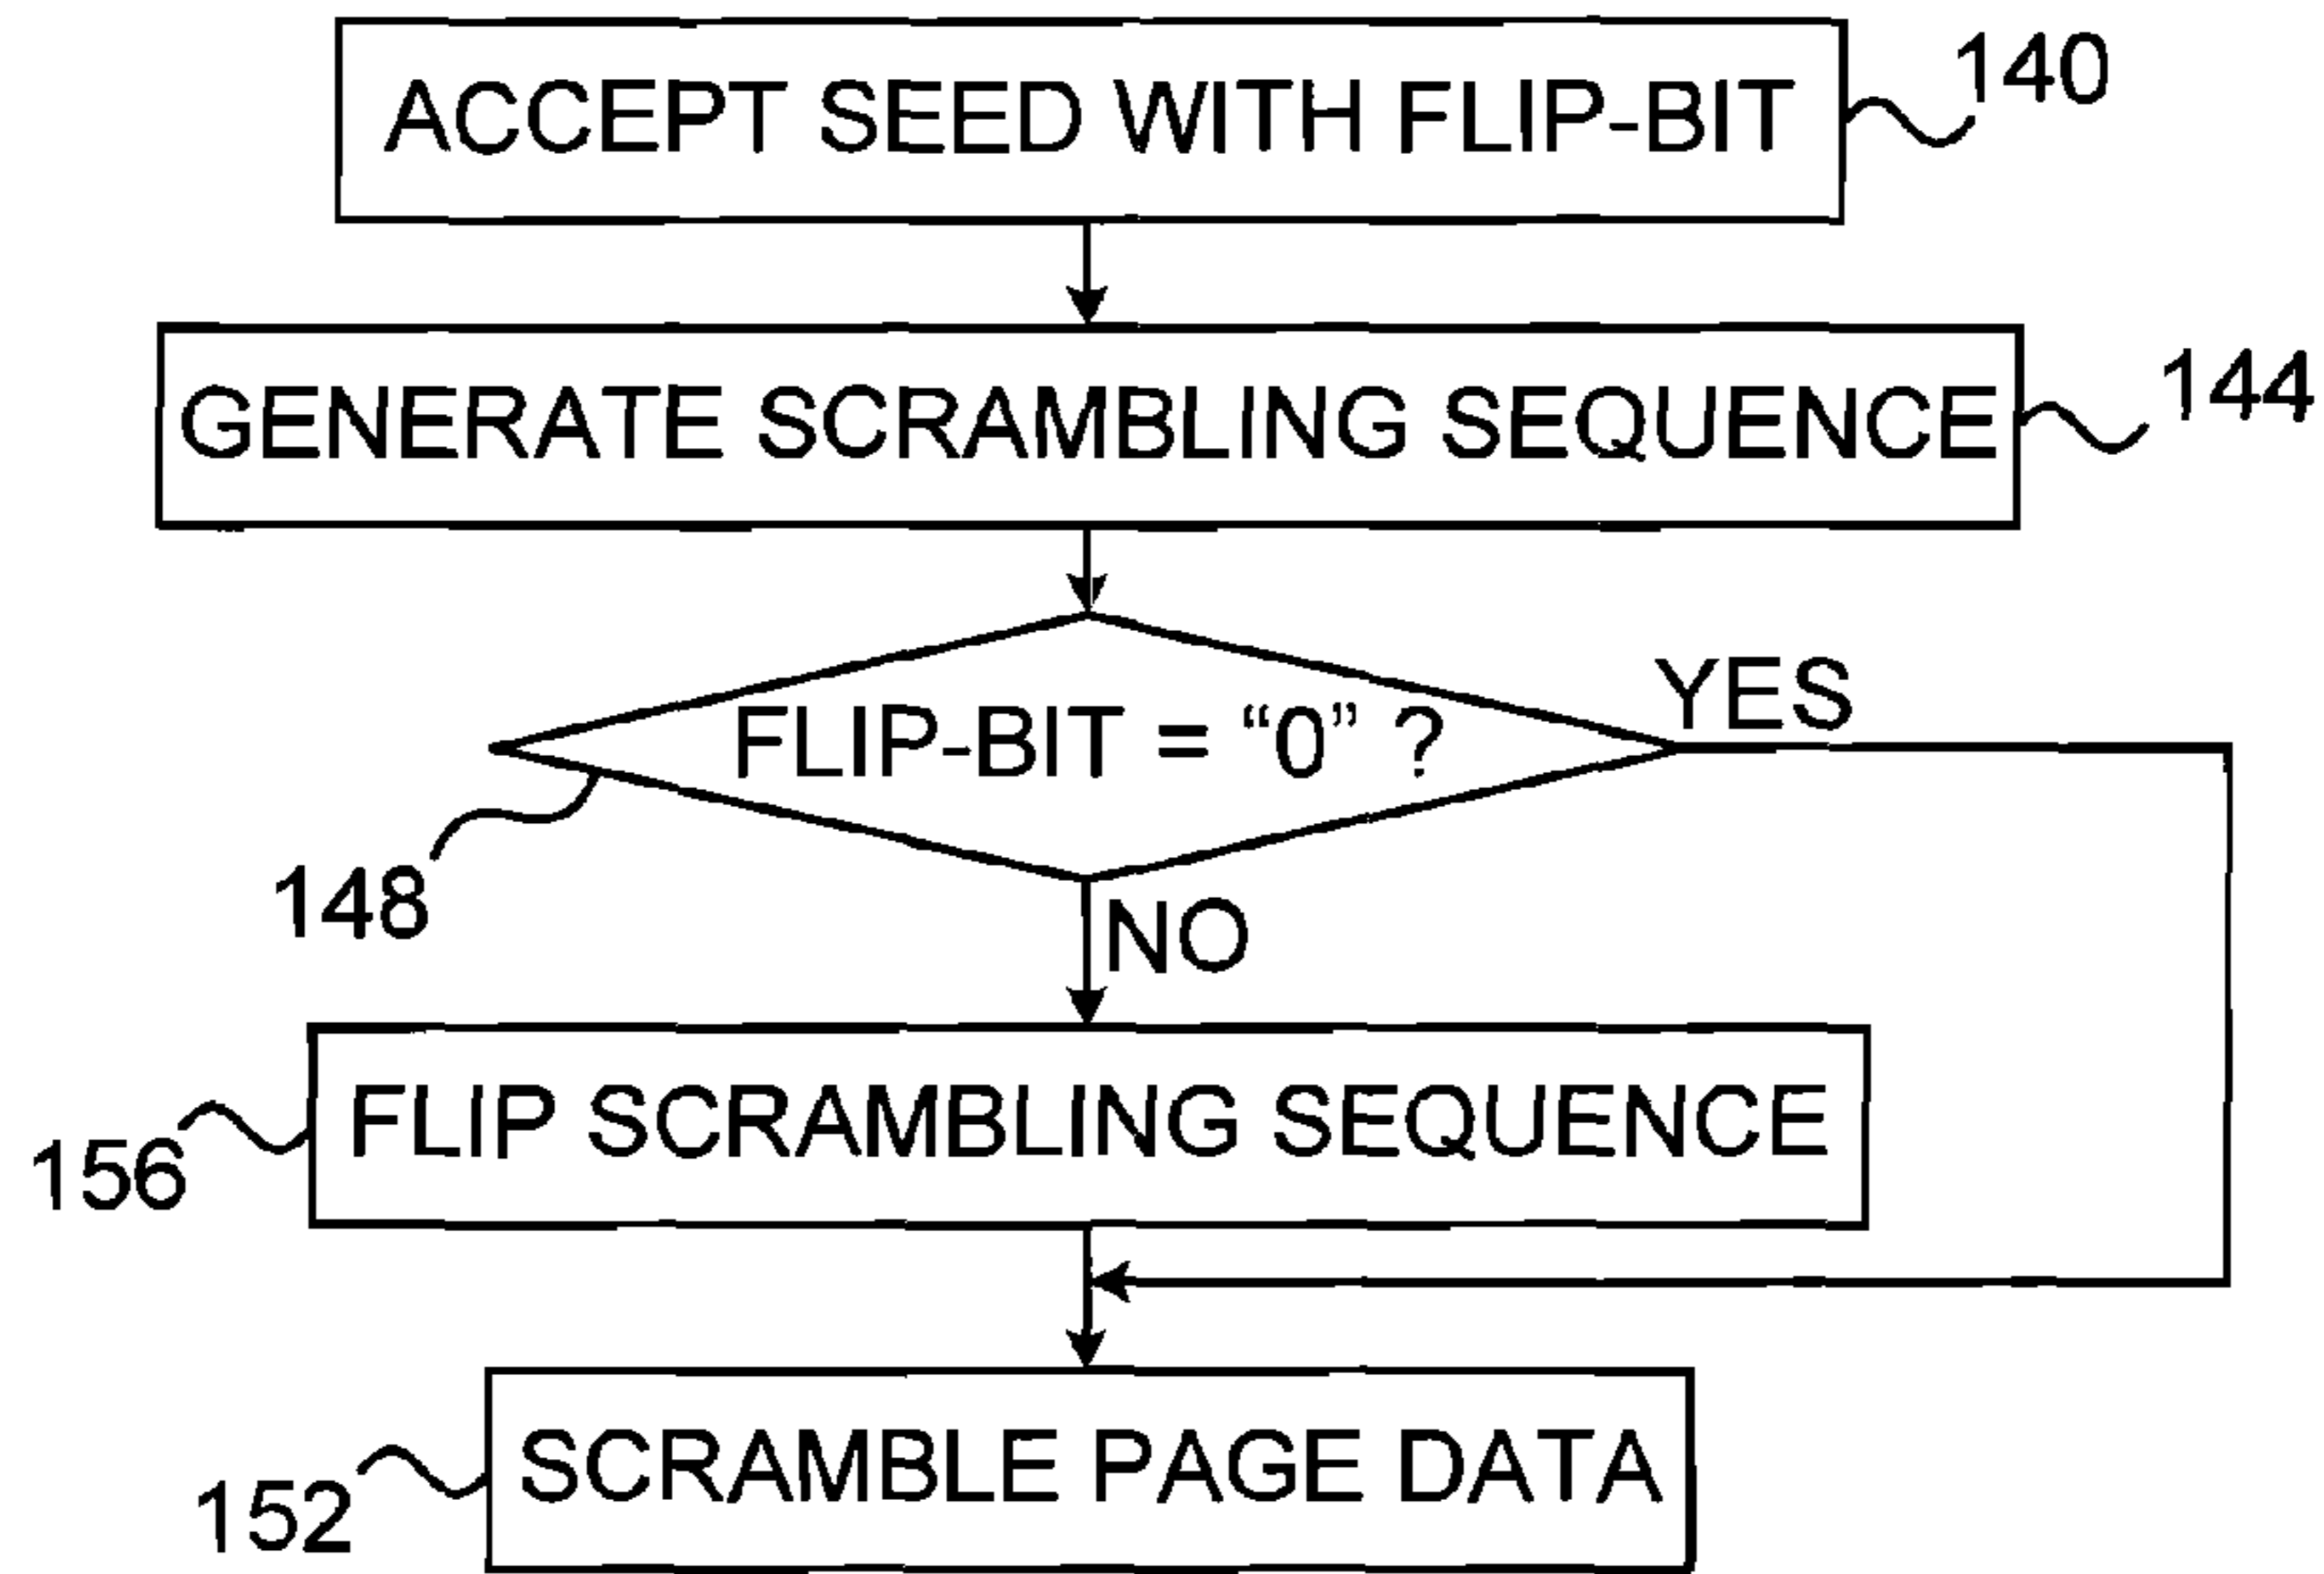 ACCEPT SEED WITH FLIP-BIT
140
GENERATE SCRAMBLING SEQUENCE
144
FLIP-BIT = “0” ?
YES
148
NO
FLIP SCRAMBLING SEQUENCE
156
SCRAMBLE PAGE DATA
152